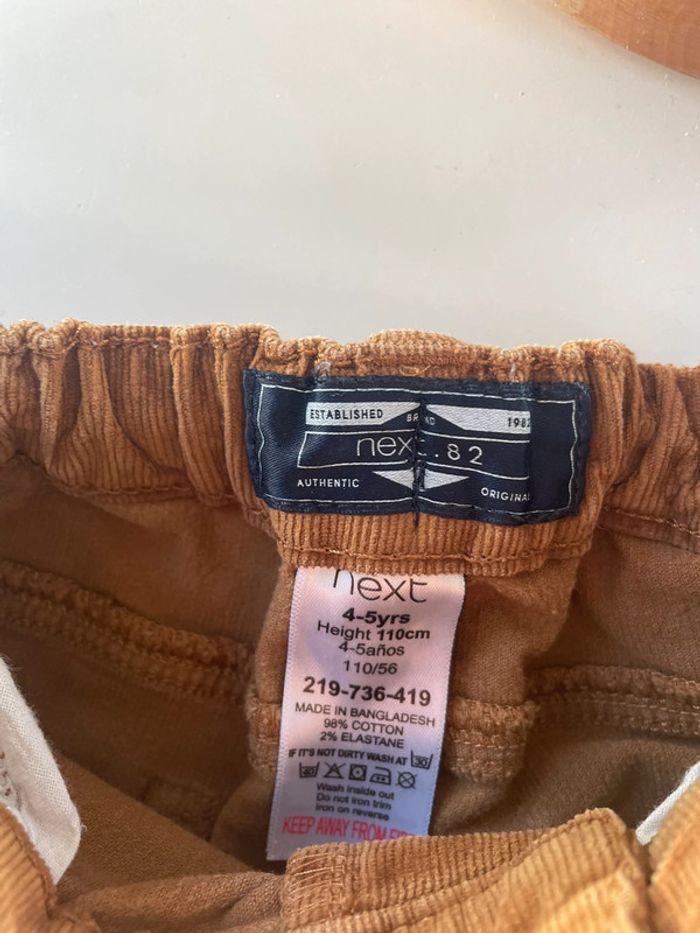 ESTABLISHED BRAND 1982
next.82
AUTHENTIC ORIGINAL
next
4-5yrs
Height 110cm
4-5años
110/56
219-736-419
MADE IN BANGLADESH
98% COTTON
2% ELASTANE
IF IT'S NOT DIRTY WASH AT 30
40
Wash inside out
Do not iron trim
Iron on reverse
KEEP AWAY FROM FIRE